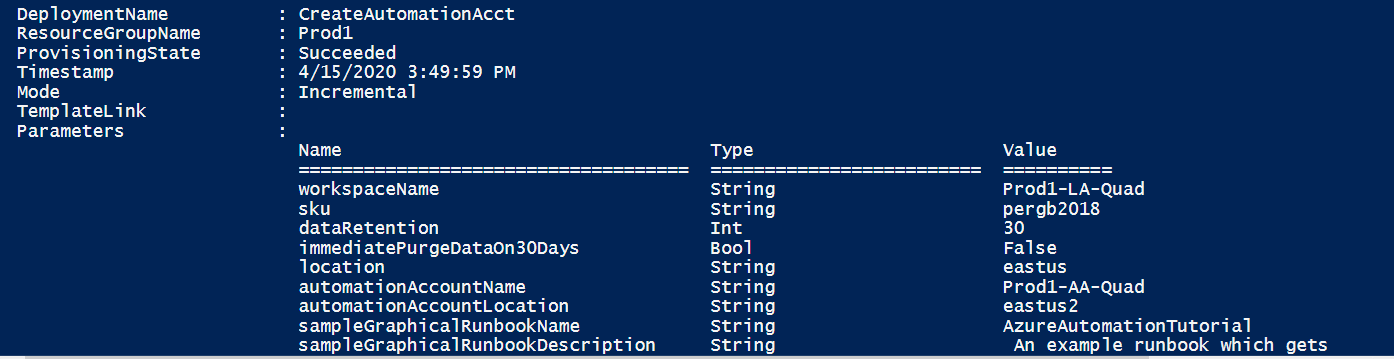 DeploymentName : CreateAutomationAcct
ResourceGroupName : Prod1
ProvisioningState : Succeeded
Timestamp : 4/15/2020 3:49:59 PM
Mode : Incremental
TemplateLink :
Parameters :
Name Type Value
==================================== ========================= ==========
workspaceName String Prod1-LA-Quad
sku String pergb2018
dataRetention Int 30
immediatePurgeDataOn30Days Bool False
location String eastus
automationAccountName String Prod1-AA-Quad
automationAccountLocation String eastus2
sampleGraphicalRunbookName String AzureAutomationTutorial
sampleGraphicalRunbookDescription String An example runbook which gets